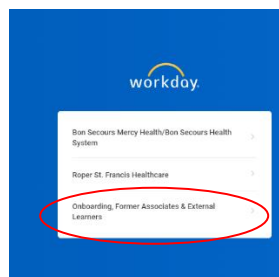 workday.
Bon Secours Mercy Health/Bon Secours Health
System
Roper St. Francis Healthcare
Onboarding, Former Associates & External
Learners